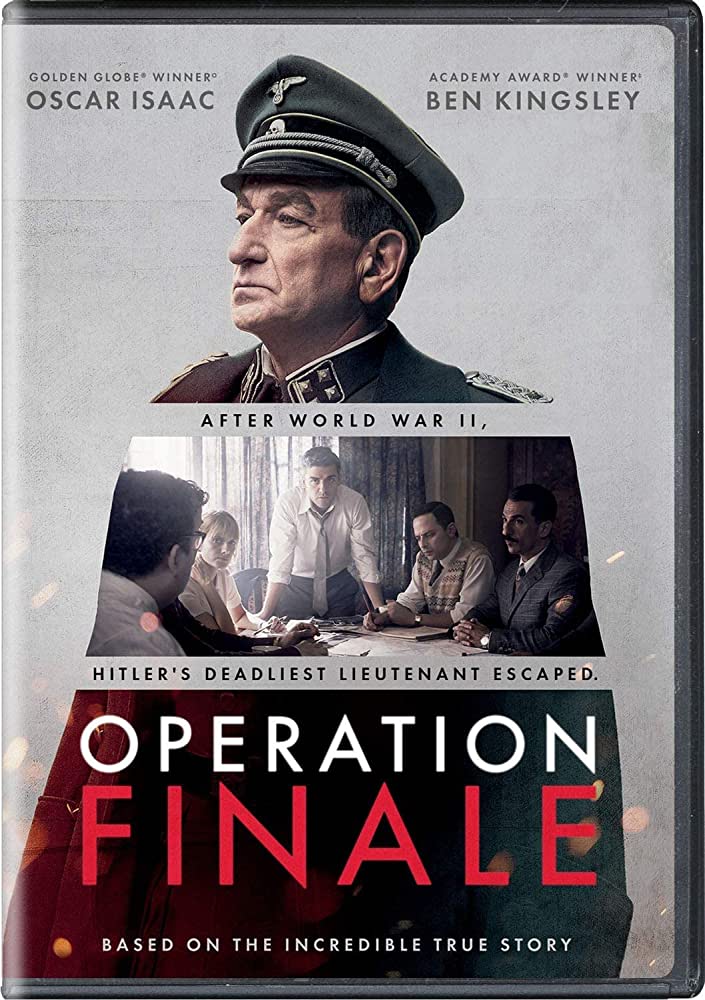 GOLDEN GLOBE® WINNER
OSCAR ISAAC
ACADEMY AWARD® WINNER
BEN KINGSLEY
AFTER WORLD WAR II,
HITLER'S DEADLIEST LIEUTENANT ESCAPED.
OPERATION
FINALE
BASED ON THE INCREDIBLE TRUE STORY